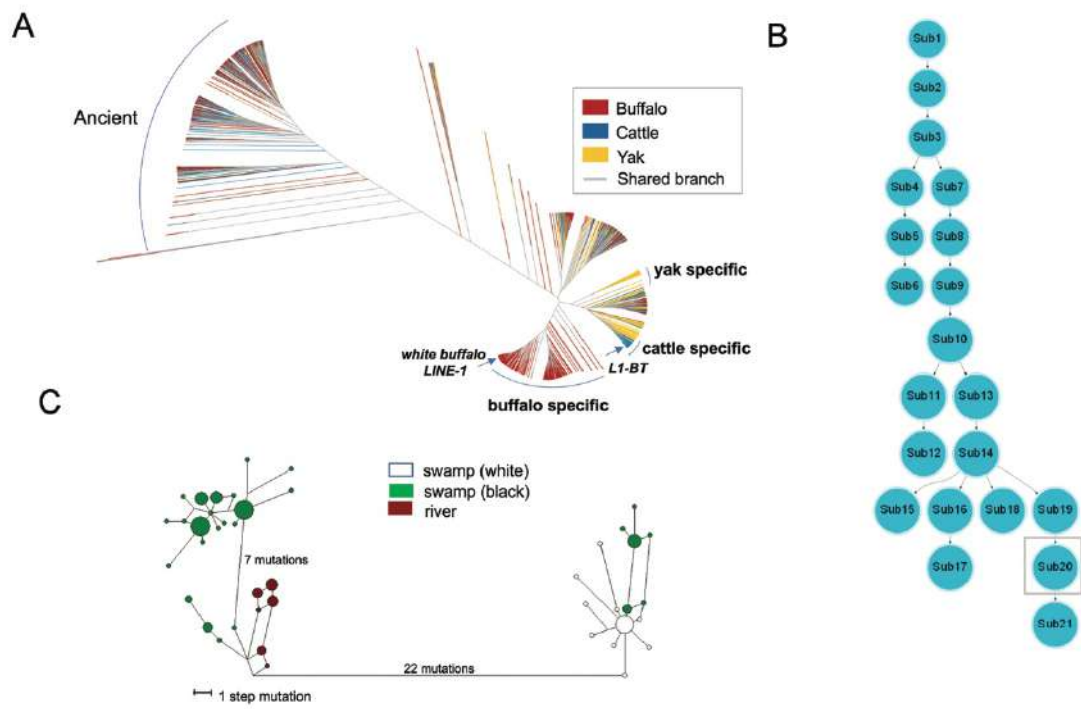 A
Ancient
Buffalo
Cattle
Yak
Shared branch
yak specific
cattle specific
L1-BT
white buffalo
LINE-1
buffalo specific
B
Sub1
Sub2
Sub3
Sub4
Sub7
Sub5
Sub8
Sub6
Sub9
Sub10
Sub11
Sub13
Sub12
Sub14
Sub15
Sub16
Sub18
Sub19
Sub17
Sub20
Sub21
C
swamp (white)
swamp (black)
river
7 mutations
22 mutations
1 step mutation